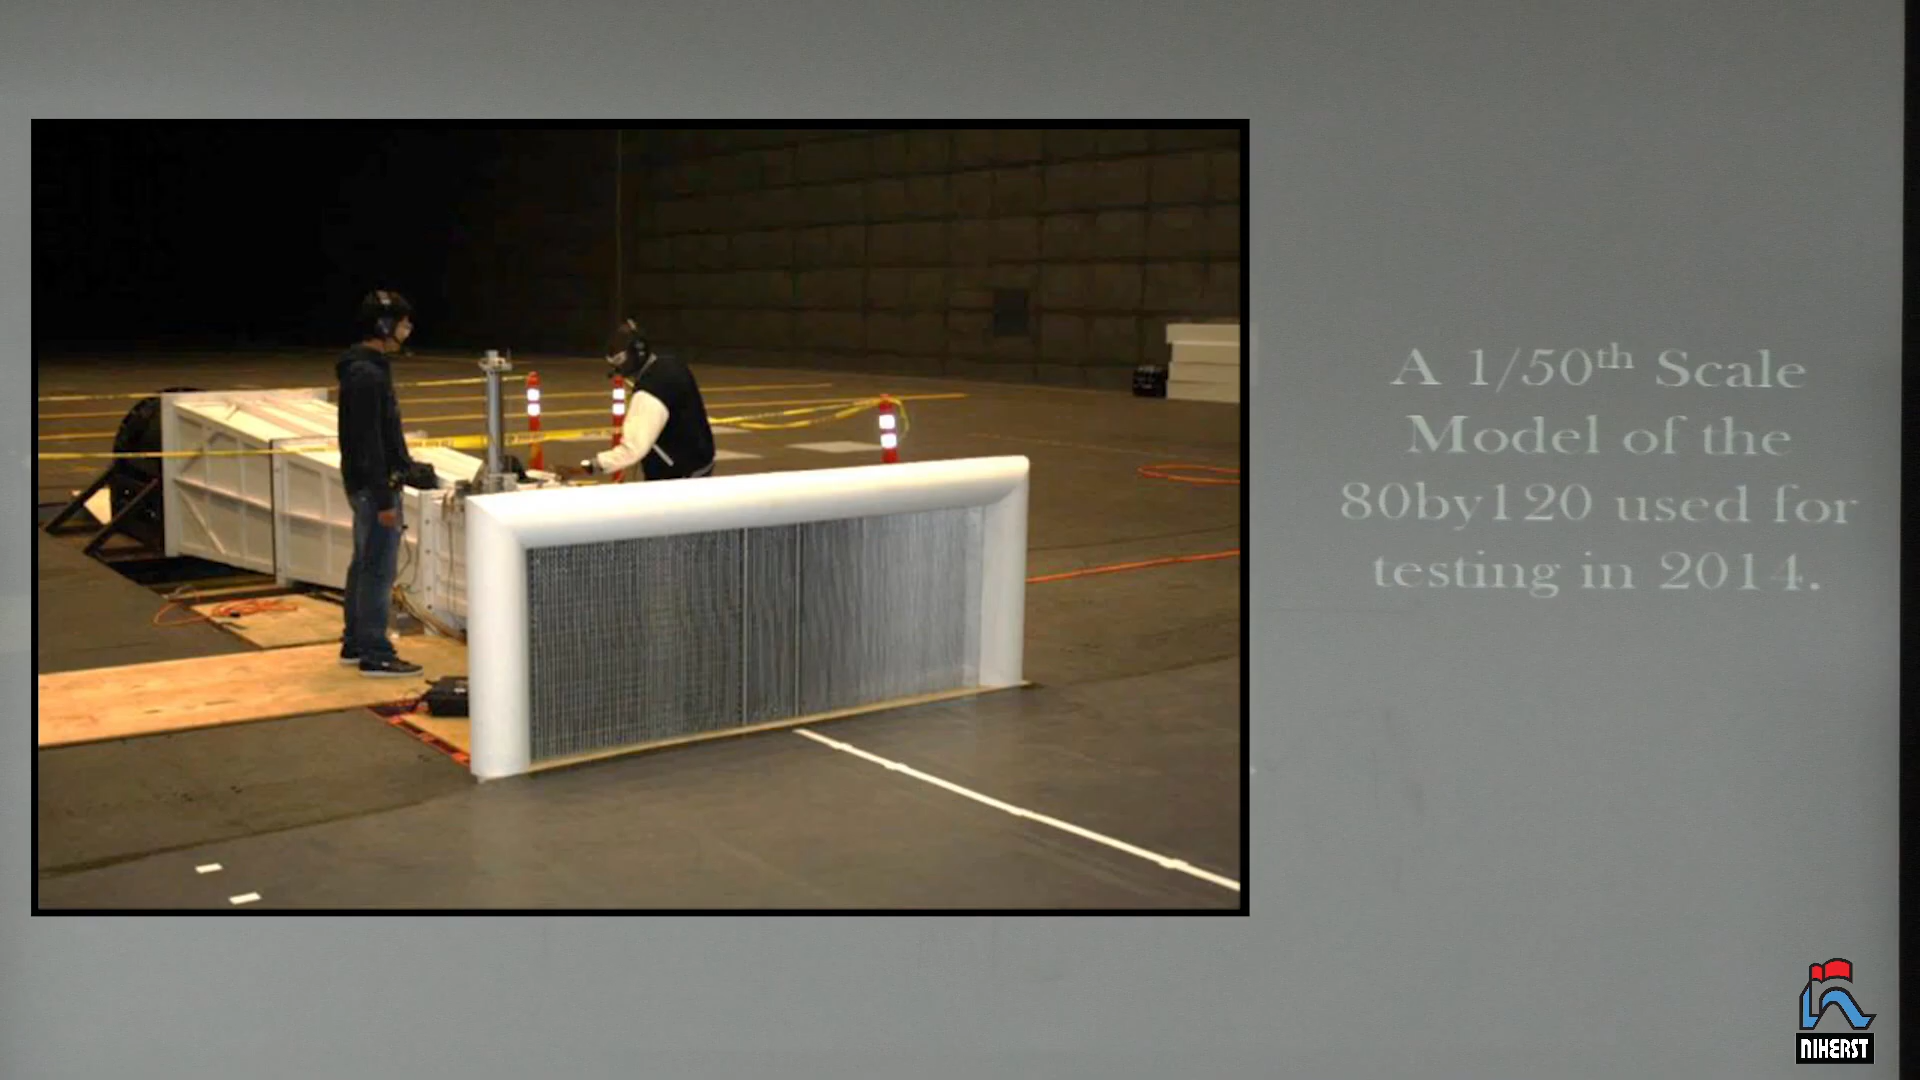 A 1/50th Scale
Model of the
80by120 used for
testing in 2014.
NIHERST